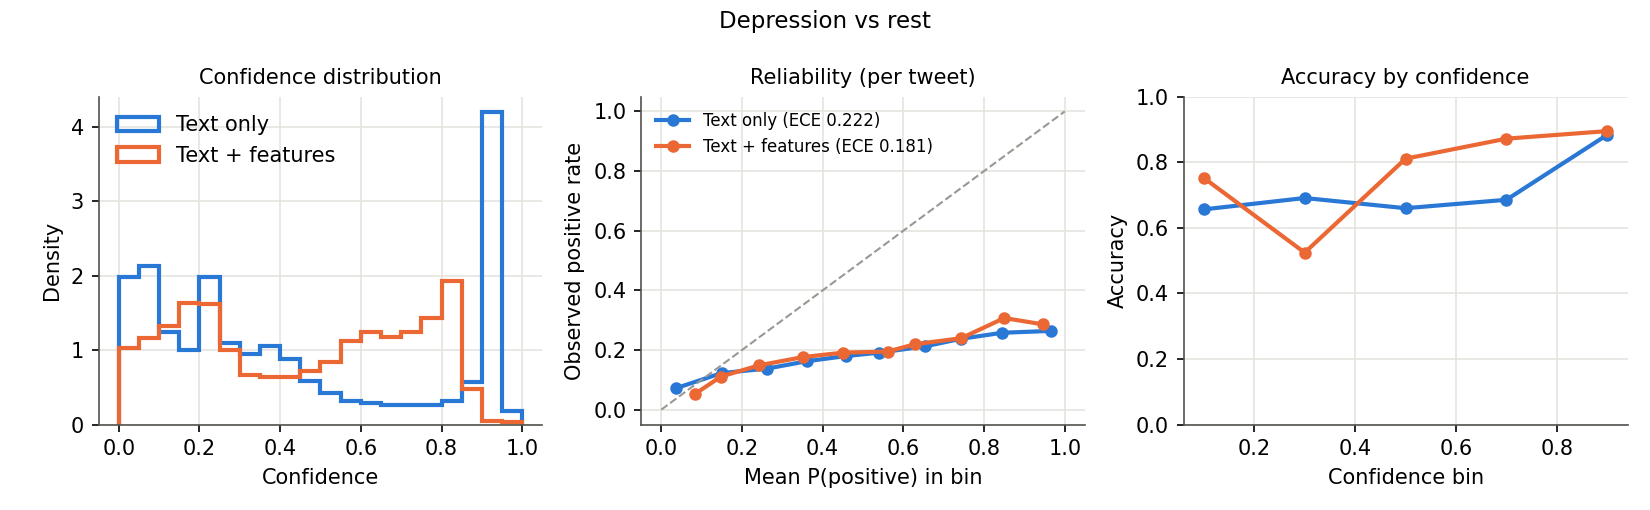 Depression vs rest
Confidence distribution
Text only
Text + features
4
3
2
1
0
Density
0.0 0.2 0.4 0.6 0.8 1.0
Confidence
Reliability (per tweet)
Text only (ECE 0.222)
Text + features (ECE 0.181)
1.0
0.8
0.6
0.4
0.2
0.0
Observed positive rate
0.0 0.2 0.4 0.6 0.8 1.0
Mean P(positive) in bin
Accuracy by confidence
1.0
0.8
0.6
0.4
0.2
0.0
Accuracy
0.2 0.4 0.6 0.8
Confidence bin